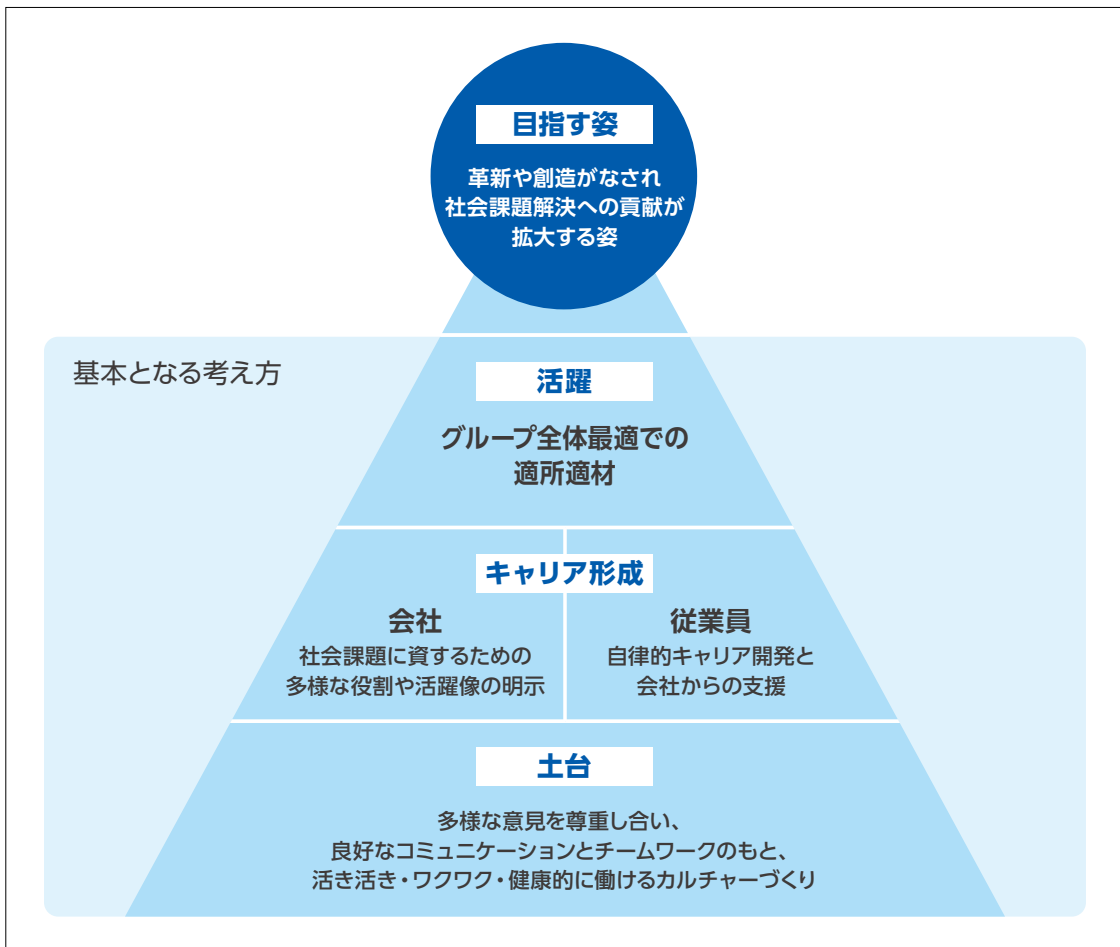 目指す姿
革新や創造がなされ
社会課題解決への貢献が
拡大する姿
基本となる考え方
活躍
グループ全体最適での
適所適材
キャリア形成
会社
社会課題に資するための
多様な役割や活躍像の明示
従業員
自律的キャリア開発と
会社からの支援
土台
多様な意見を尊重し合い、
良好なコミュニケーションとチームワークのもと、
活き活き・ワクワク・健康的に働けるカルチャーづくり